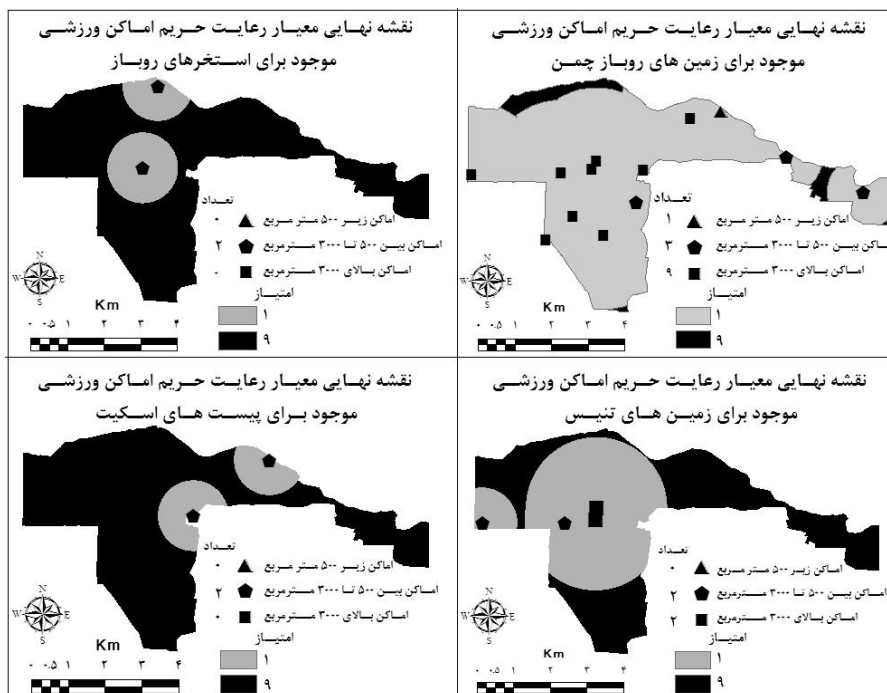 نقشه نهایی معیار رعایت حریم اماکن ورزشی
موجود برای زمین های روباز چمن
تعداد
اماکن زیر ۵۰۰ متر مربع ۱
اماکن بین ۵۰۰ تا ۳۰۰۰ مترمربع ۳
اماکن بالای ۳۰۰۰ مترمربع ۹
امتیاز
۱
۹
N
W E
S
Km
۰ ۰.۵ ۱ ۲ ۳ ۴
نقشه نهایی معیار رعایت حریم اماکن ورزشی
موجود برای استخرهای روباز
تعداد
اماکن زیر ۵۰۰ متر مربع ۰
اماکن بین ۵۰۰ تا ۳۰۰۰ مترمربع ۲
اماکن بالای ۳۰۰۰ مترمربع ۰
امتیاز
۱
۹
N
W E
S
Km
۰ ۰.۵ ۱ ۲ ۳ ۴
نقشه نهایی معیار رعایت حریم اماکن ورزشی
موجود برای زمین های تنیس
تعداد
اماکن زیر ۵۰۰ متر مربع ۰
اماکن بین ۵۰۰ تا ۳۰۰۰ مترمربع ۲
اماکن بالای ۳۰۰۰ مترمربع ۲
امتیاز
۱
۹
N
W E
S
Km
۰ ۰.۵ ۱ ۲ ۳ ۴
نقشه نهایی معیار رعایت حریم اماکن ورزشی
موجود برای پیست های اسکیت
تعداد
اماکن زیر ۵۰۰ متر مربع ۰
اماکن بین ۵۰۰ تا ۳۰۰۰ مترمربع ۲
اماکن بالای ۳۰۰۰ مترمربع ۰
امتیاز
۱
۹
N
W E
S
Km
۰ ۰.۵ ۱ ۲ ۳ ۴